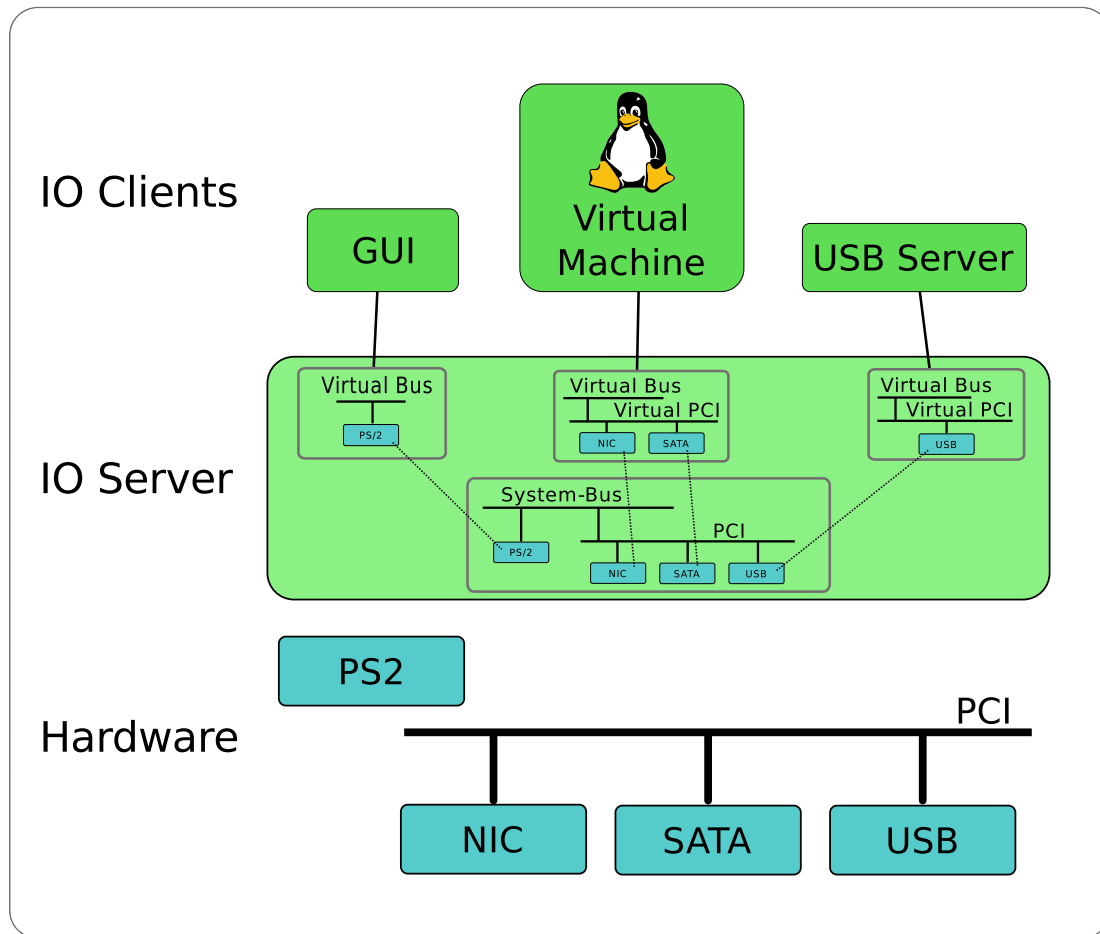 IO Clients
GUI
Virtual
Machine
USB Server
IO Server
Virtual Bus
PS/2
Virtual Bus
Virtual PCI
NIC
SATA
Virtual Bus
Virtual PCI
USB
System-Bus
PS/2
PCI
NIC
SATA
USB
Hardware
PS2
PCI
NIC
SATA
USB